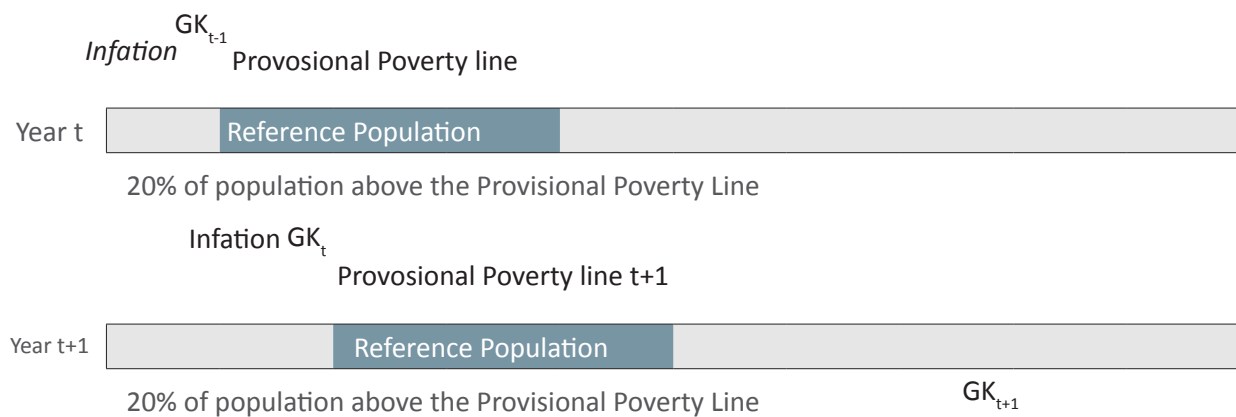 GKt-1
Infation
Provosional Poverty line
Year t
Reference Population
20% of population above the Provisional Poverty Line
Infation GKt
Provosional Poverty line t+1
Year t+1
Reference Population
20% of population above the Provisional Poverty Line
GKt+1